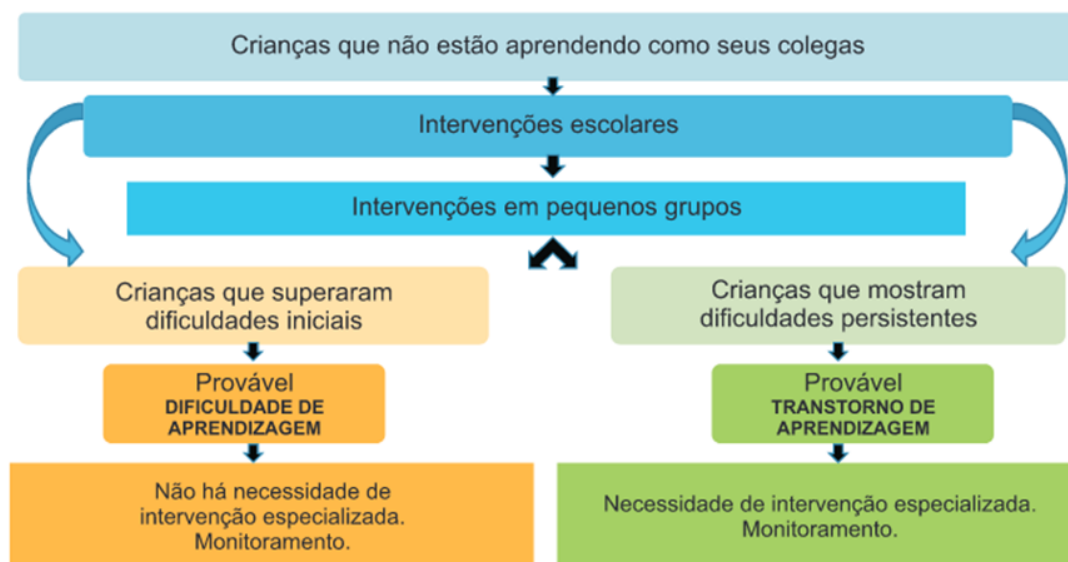 Crianças que não estão aprendendo como seus colegas
Intervenções escolares
Intervenções em pequenos grupos
Crianças que superaram
dificuldades iniciais
Provável
DIFICULDADE DE
APRENDIZAGEM
Não há necessidade de
intervenção especializada.
Monitoramento.
Crianças que mostram
dificuldades persistentes
Provável
TRANSTORNO DE
APRENDIZAGEM
Necessidade de intervenção especializada.
Monitoramento.